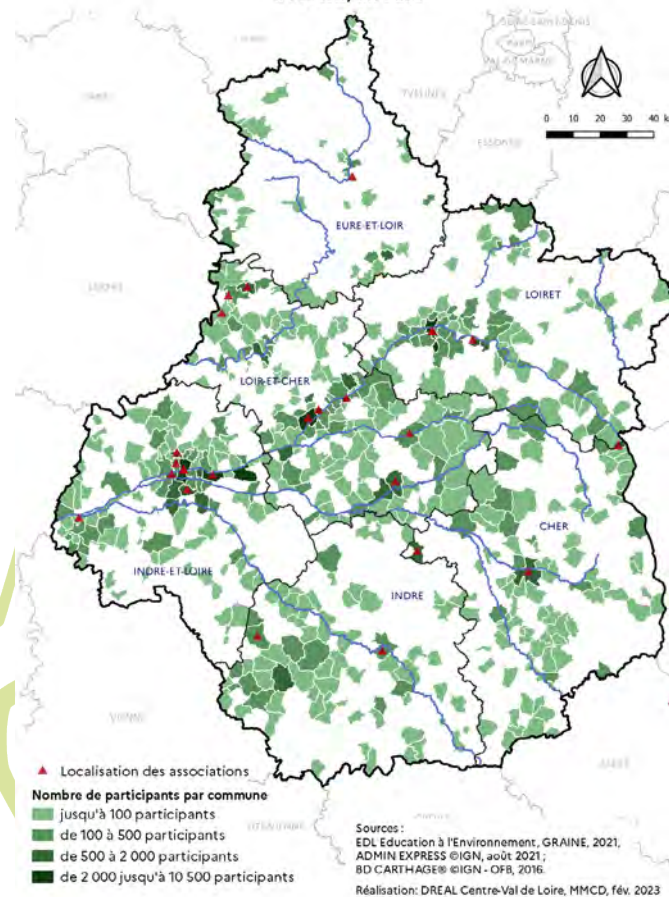 YVELINES
ESSONNE
0 10 20 30 40 k
EURE-ET-LOIR
LOIRET
LOIR-ET-CHER
CHER
INDRE-ET-LOIRE
INDRE
VIENNE
Localisation des associations
Nombre de participants par commune
jusqu'à 100 participants
de 100 à 500 participants
de 500 à 2 000 participants
de 2 000 jusqu'à 10 500 participants
Sources :
EDL Education à l'Environnement, GRAINE, 2021,
ADMIN EXPRESS ©IGN, août 2021 ;
BD CARTHAGE® ©IGN - OFB, 2016.
Réalisation: DREAL Centre-Val de Loire, MMCD, fév. 2023